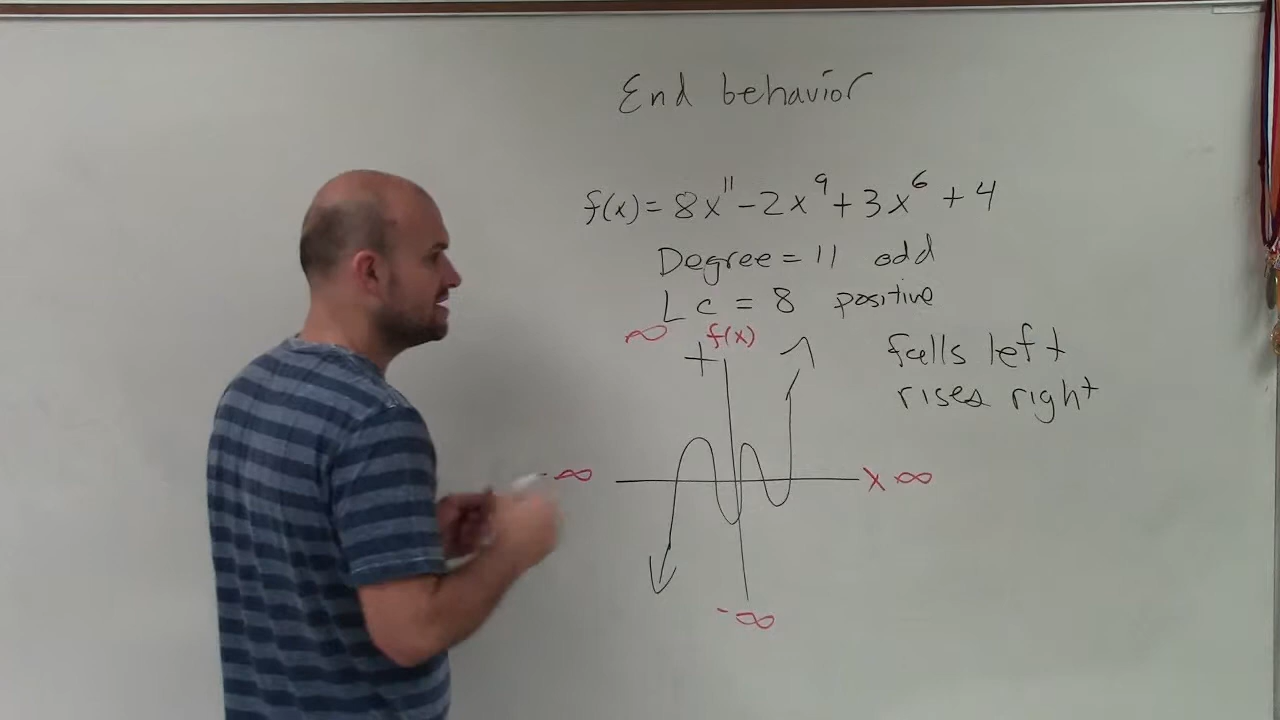 End behavior
f(x) = 8x¹¹ - 2x⁹ + 3x⁶ + 4
Degree = 11 odd
Lc = 8 positive
∞ f(x)
+
falls left
rises right
-∞ x ∞
-∞